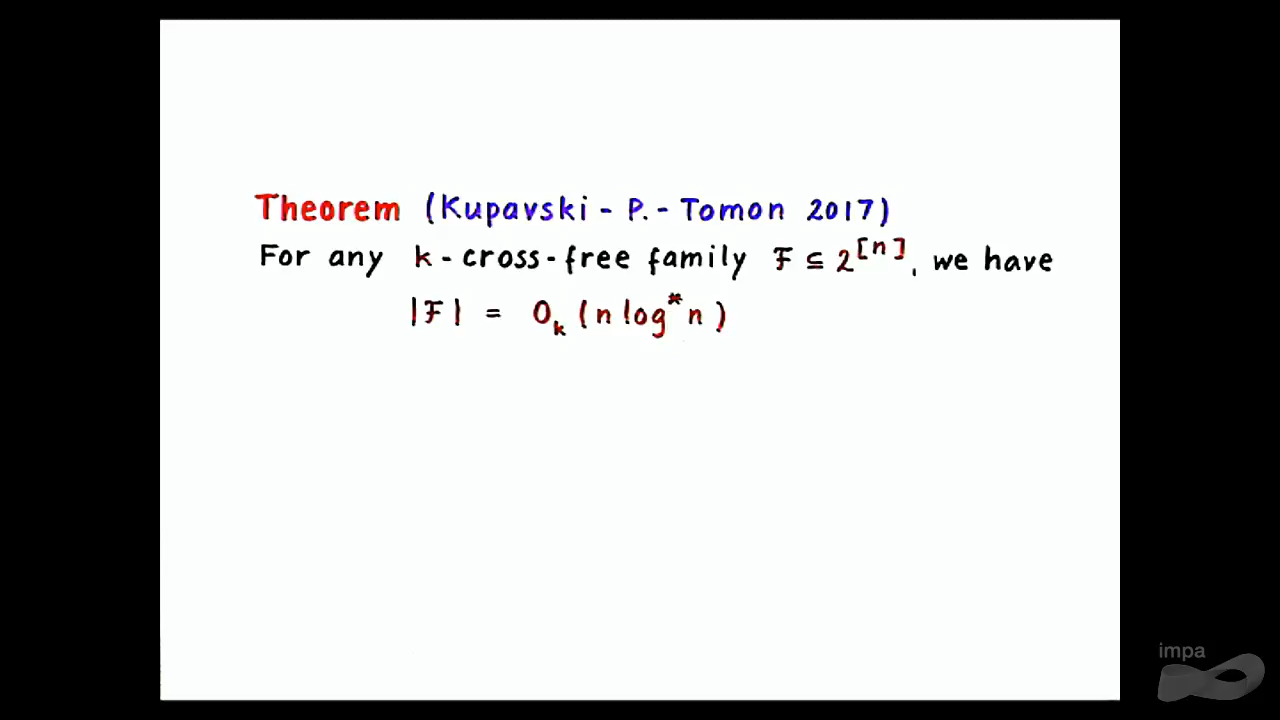 Theorem (Kupavski - P. - Tomon 2017)
For any k - cross - free family ℱ ⊆ 2^[n], we have
|ℱ| = O_k (n log* n)
impa